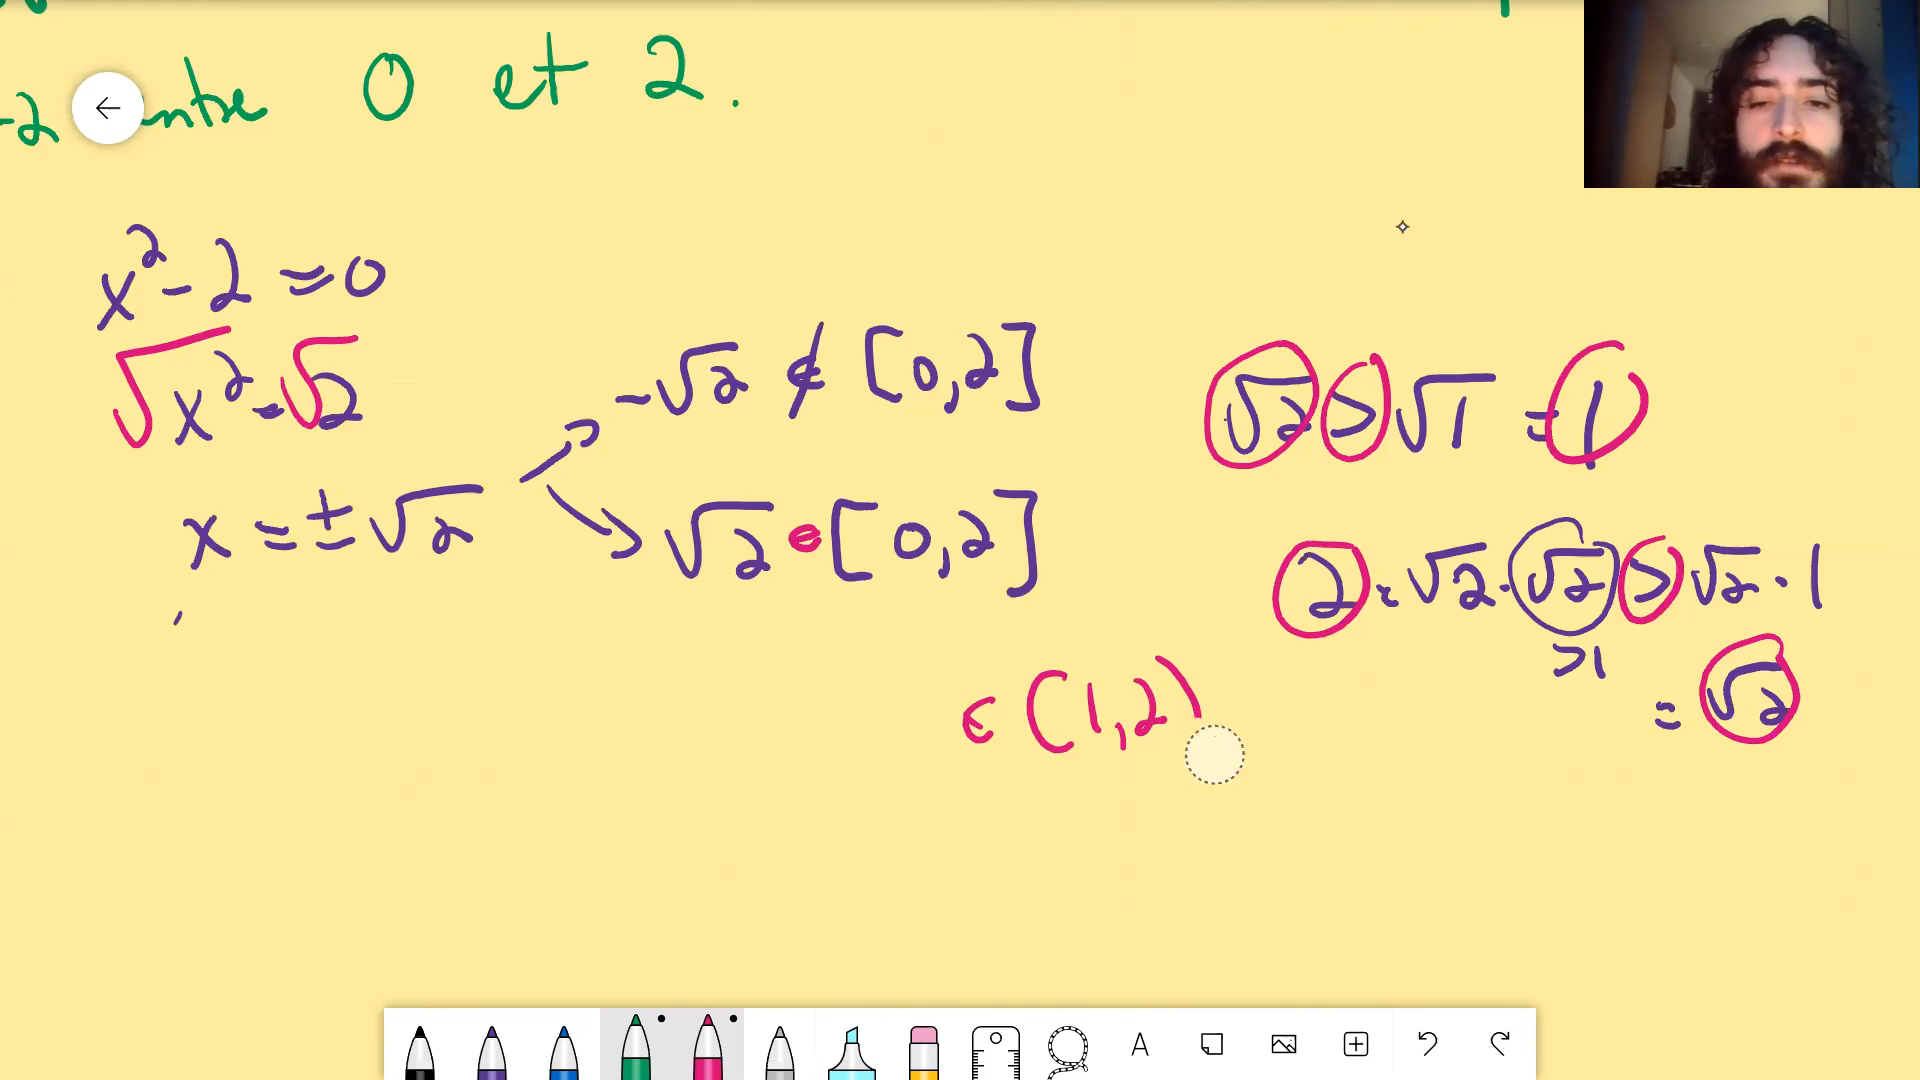 -2 entre 0 et 2.
x² - 2 = 0
√x² = √2
x = ± √2
-√2 ∉ [0,2]
√2 ∈ [0,2]
√2 > √1 = 1
2 = √2 · √2 > √2 · 1
>1
= √2
∈ (1,2)
A